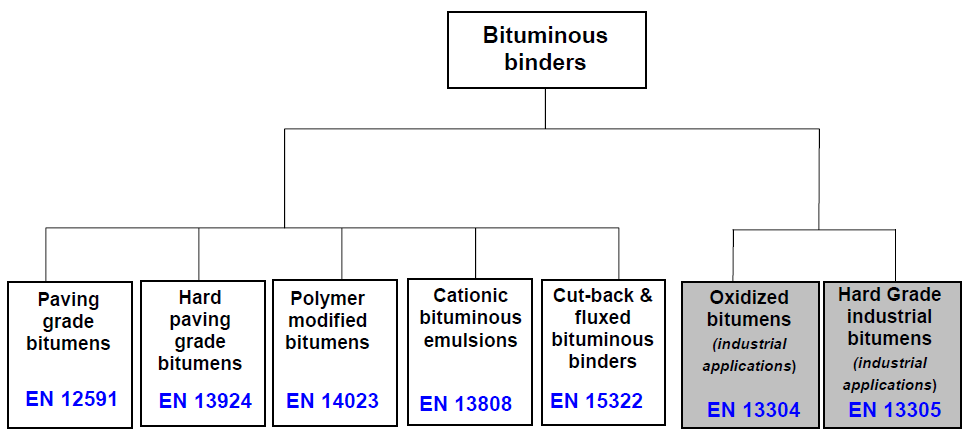 Bituminous
binders
Paving
grade
bitumens
EN 12591
Hard
paving
grade
bitumens
EN 13924
Polymer
modified
bitumens
EN 14023
Cationic
bituminous
emulsions
EN 13808
Cut-back &
fluxed
bituminous
binders
EN 15322
Oxidized
bitumens
(industrial
applications)
EN 13304
Hard Grade
industrial
bitumens
(industrial
applications)
EN 13305